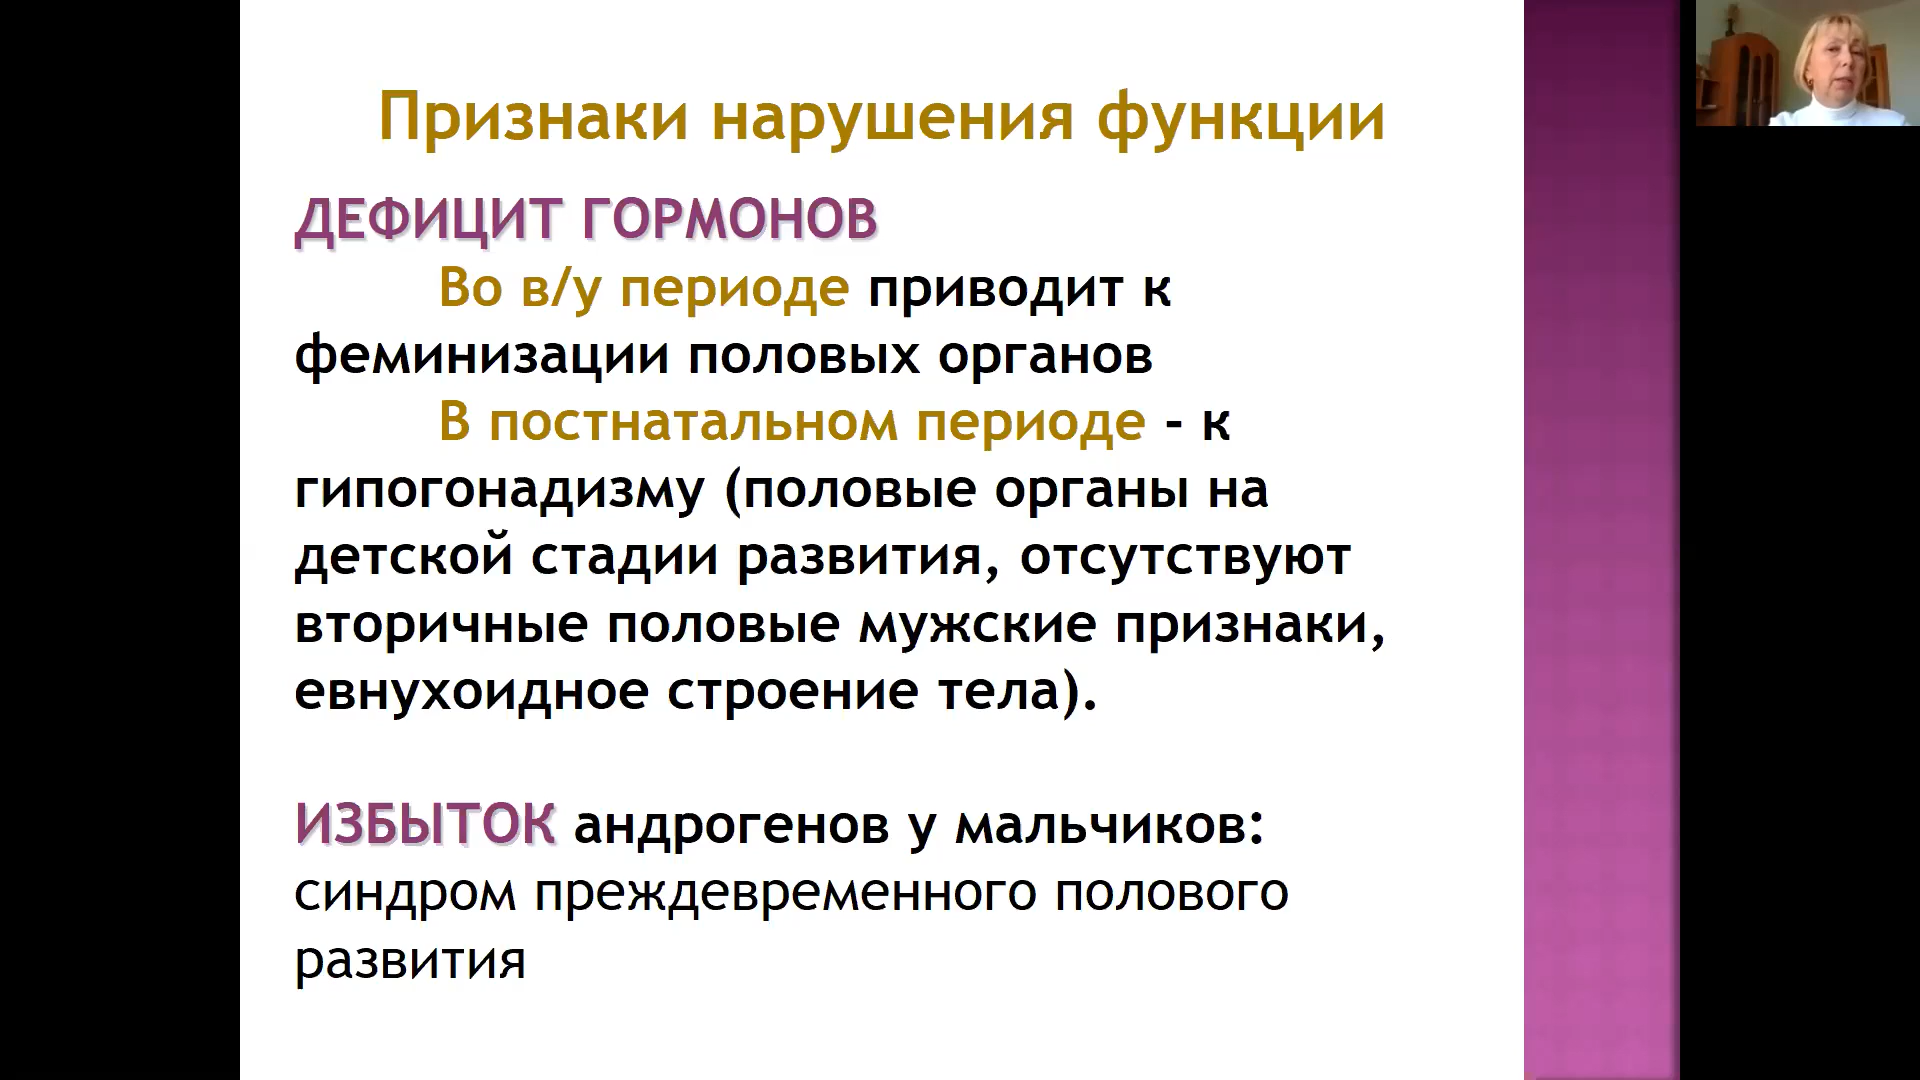 Признаки нарушения функции
ДЕФИЦИТ ГОРМОНОВ
Во в/у периоде приводит к
феминизации половых органов
В постнатальном периоде - к
гипогонадизму (половые органы на
детской стадии развития, отсутствуют
вторичные половые мужские признаки,
евнухоидное строение тела).
ИЗБЫТОК андрогенов у мальчиков:
синдром преждевременного полового
развития